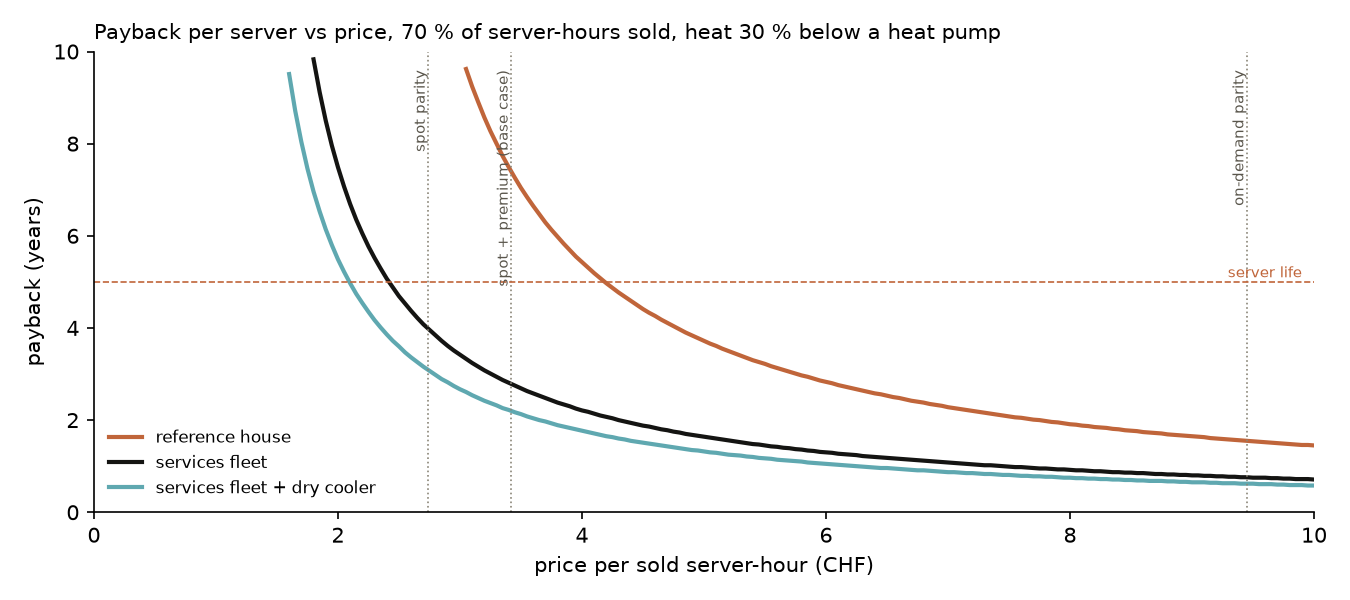 Payback per server vs price, 70 % of server-hours sold, heat 30 % below a heat pump
payback (years)
10
8
6
4
2
0
spot parity
spot + premium (base case)
on-demand parity
server life
reference house
services fleet
services fleet + dry cooler
0 2 4 6 8 10
price per sold server-hour (CHF)